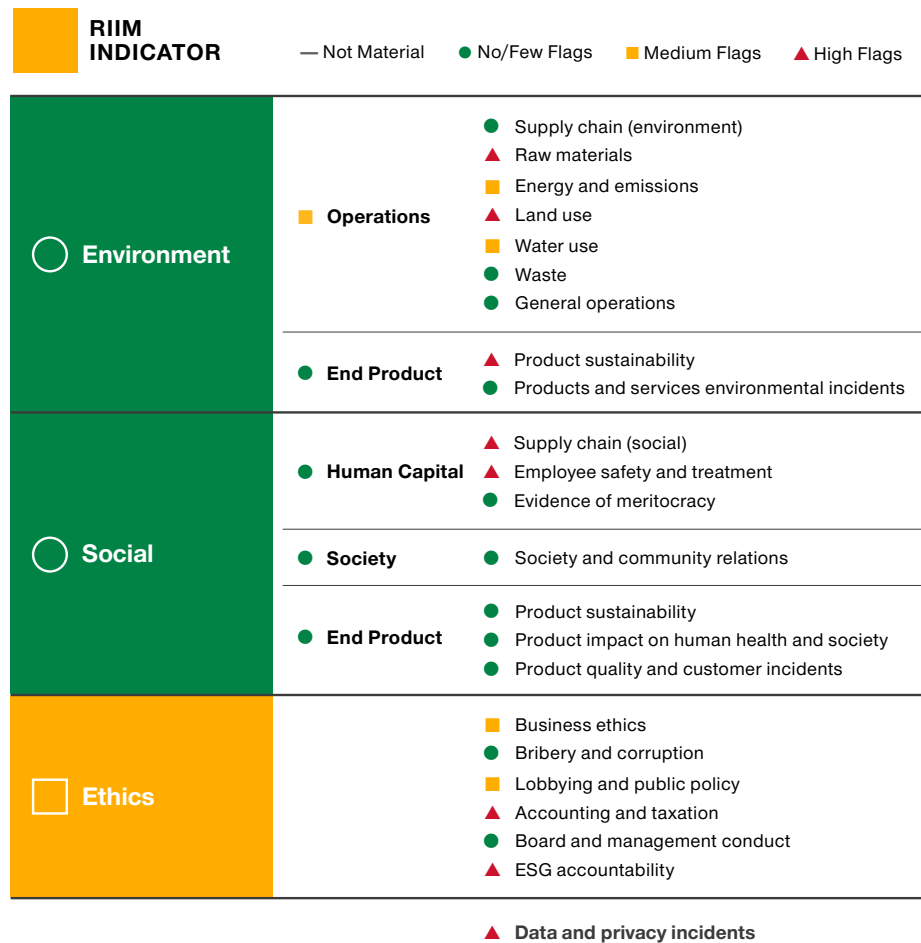 RIIM
INDICATOR
Not Material
No/Few Flags
Medium Flags
High Flags
Environment
Operations
Supply chain (environment)
Raw materials
Energy and emissions
Land use
Water use
Waste
General operations
End Product
Product sustainability
Products and services environmental incidents
Social
Human Capital
Supply chain (social)
Employee safety and treatment
Evidence of meritocracy
Society
Society and community relations
End Product
Product sustainability
Product impact on human health and society
Product quality and customer incidents
Ethics
Business ethics
Bribery and corruption
Lobbying and public policy
Accounting and taxation
Board and management conduct
ESG accountability
Data and privacy incidents